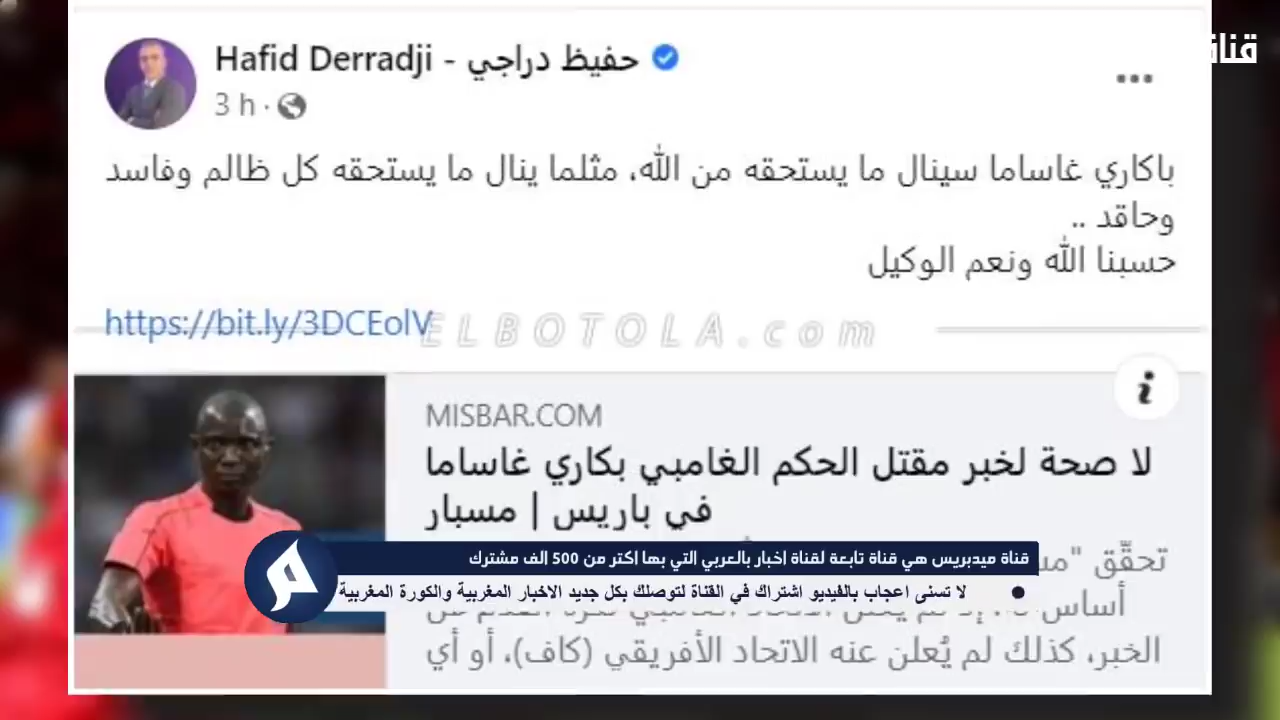 Hafid Derradji - حفيظ دراجي
3 h
باكاري غاساما سينال ما يستحقه من الله، مثلما ينال ما يستحقه كل ظالم وفاسد
وحاقد ..
حسبنا الله ونعم الوكيل
https://bit.ly/3DCEolV
ELBOTOLA.com
MISBAR.COM
لا صحة لخبر مقتل الحكم الغامبي بكاري غاساما
في باريس | مسبار
تحقّق
قناة ميدبريس هي قناة تابعة لقناة اخبار بالعربي التي بها اكثر من 500 الف مشترك
لا تسنى اعجاب بالفيديو اشتراك في القناة لتوصلك بكل جديد الاخبار المغربية والكورة المغربية
الخبر، كذلك لم يُعلن عنه الاتحاد الأفريقي (كاف)، أو أي